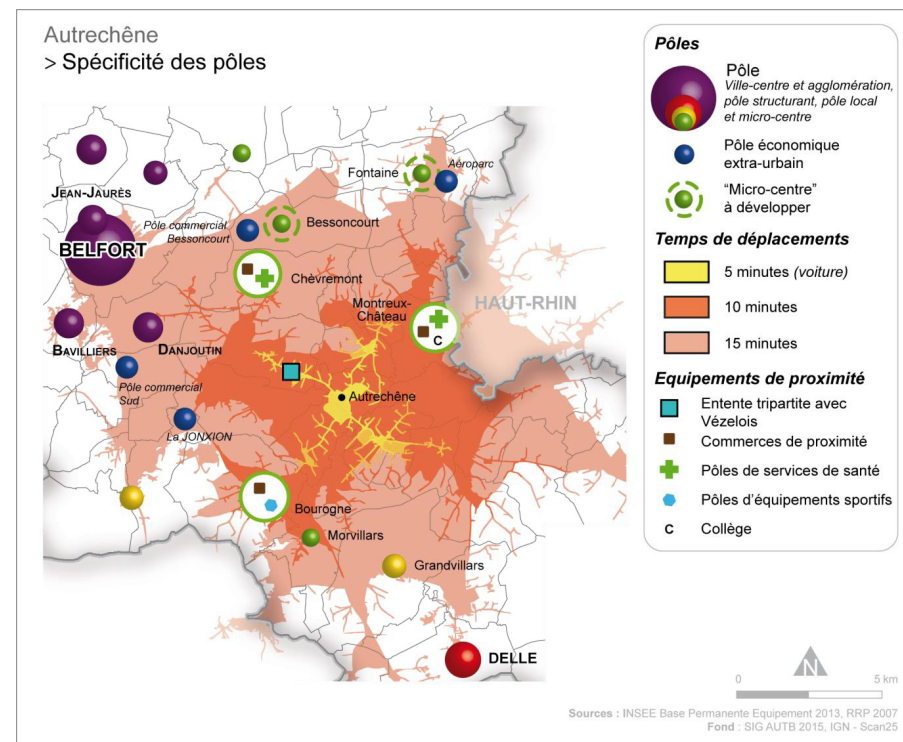 Autrechêne
> Spécificité des pôles
Fontaine
Aéroparc
JEAN-JAURÈS
Pôle commercial
Bessoncourt
Bessoncourt
BELFORT
Chèvremont
Montreux-
Château
HAUT-RHIN
C
BAVILLIERS
DANJOUTIN
Pôle commercial
Sud
Autrechêne
La JONXION
Bourogne
Morvillars
Grandvillars
DELLE
Pôles
Pôle
Ville-centre et agglomération,
pôle structurant, pôle local
et micro-centre
Pôle économique
extra-urbain
“Micro-centre”
à développer
Temps de déplacements
5 minutes (voiture)
10 minutes
15 minutes
Equipements de proximité
Entente tripartite avec
Vézelois
Commerces de proximité
Pôles de services de santé
Pôles d'équipements sportifs
C Collège
N
0 5 km
Sources : INSEE Base Permanente Equipement 2013, RRP 2007
Fond : SIG AUTB 2015, IGN - Scan25